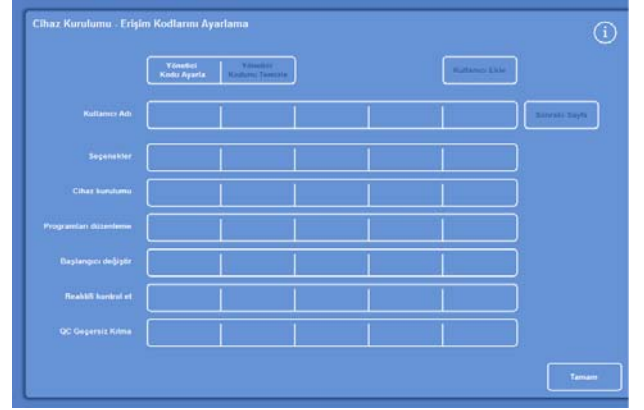 Cihaz Kurulumu - Erişim Kodlarını Ayarlama
Yönetici
Kodu Ayarla
Yönetici
Kodunu Temizle
Kullanıcı Ekle
Kullanıcı Adı
Sonraki Sayfa
Seçenekler
Cihaz kurulumu
Programları düzenleme
Başlangıcı değiştir
Reaktifi kontrol et
QC Geçersiz Kılma
Tamam